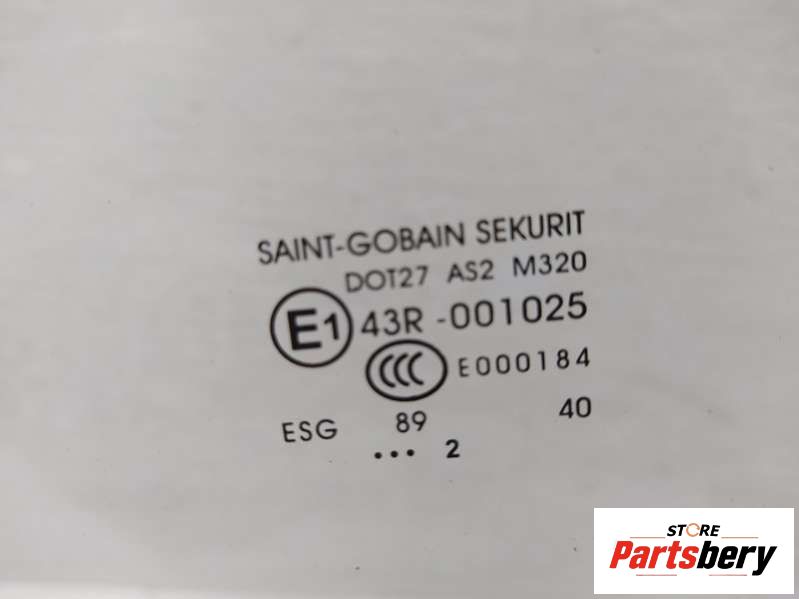 SAINT-GOBAIN SEKURIT
DOT27 AS2 M320
E1 43R -001025
CCC E000184
ESG 89 40
... 2
STORE
Partsbery